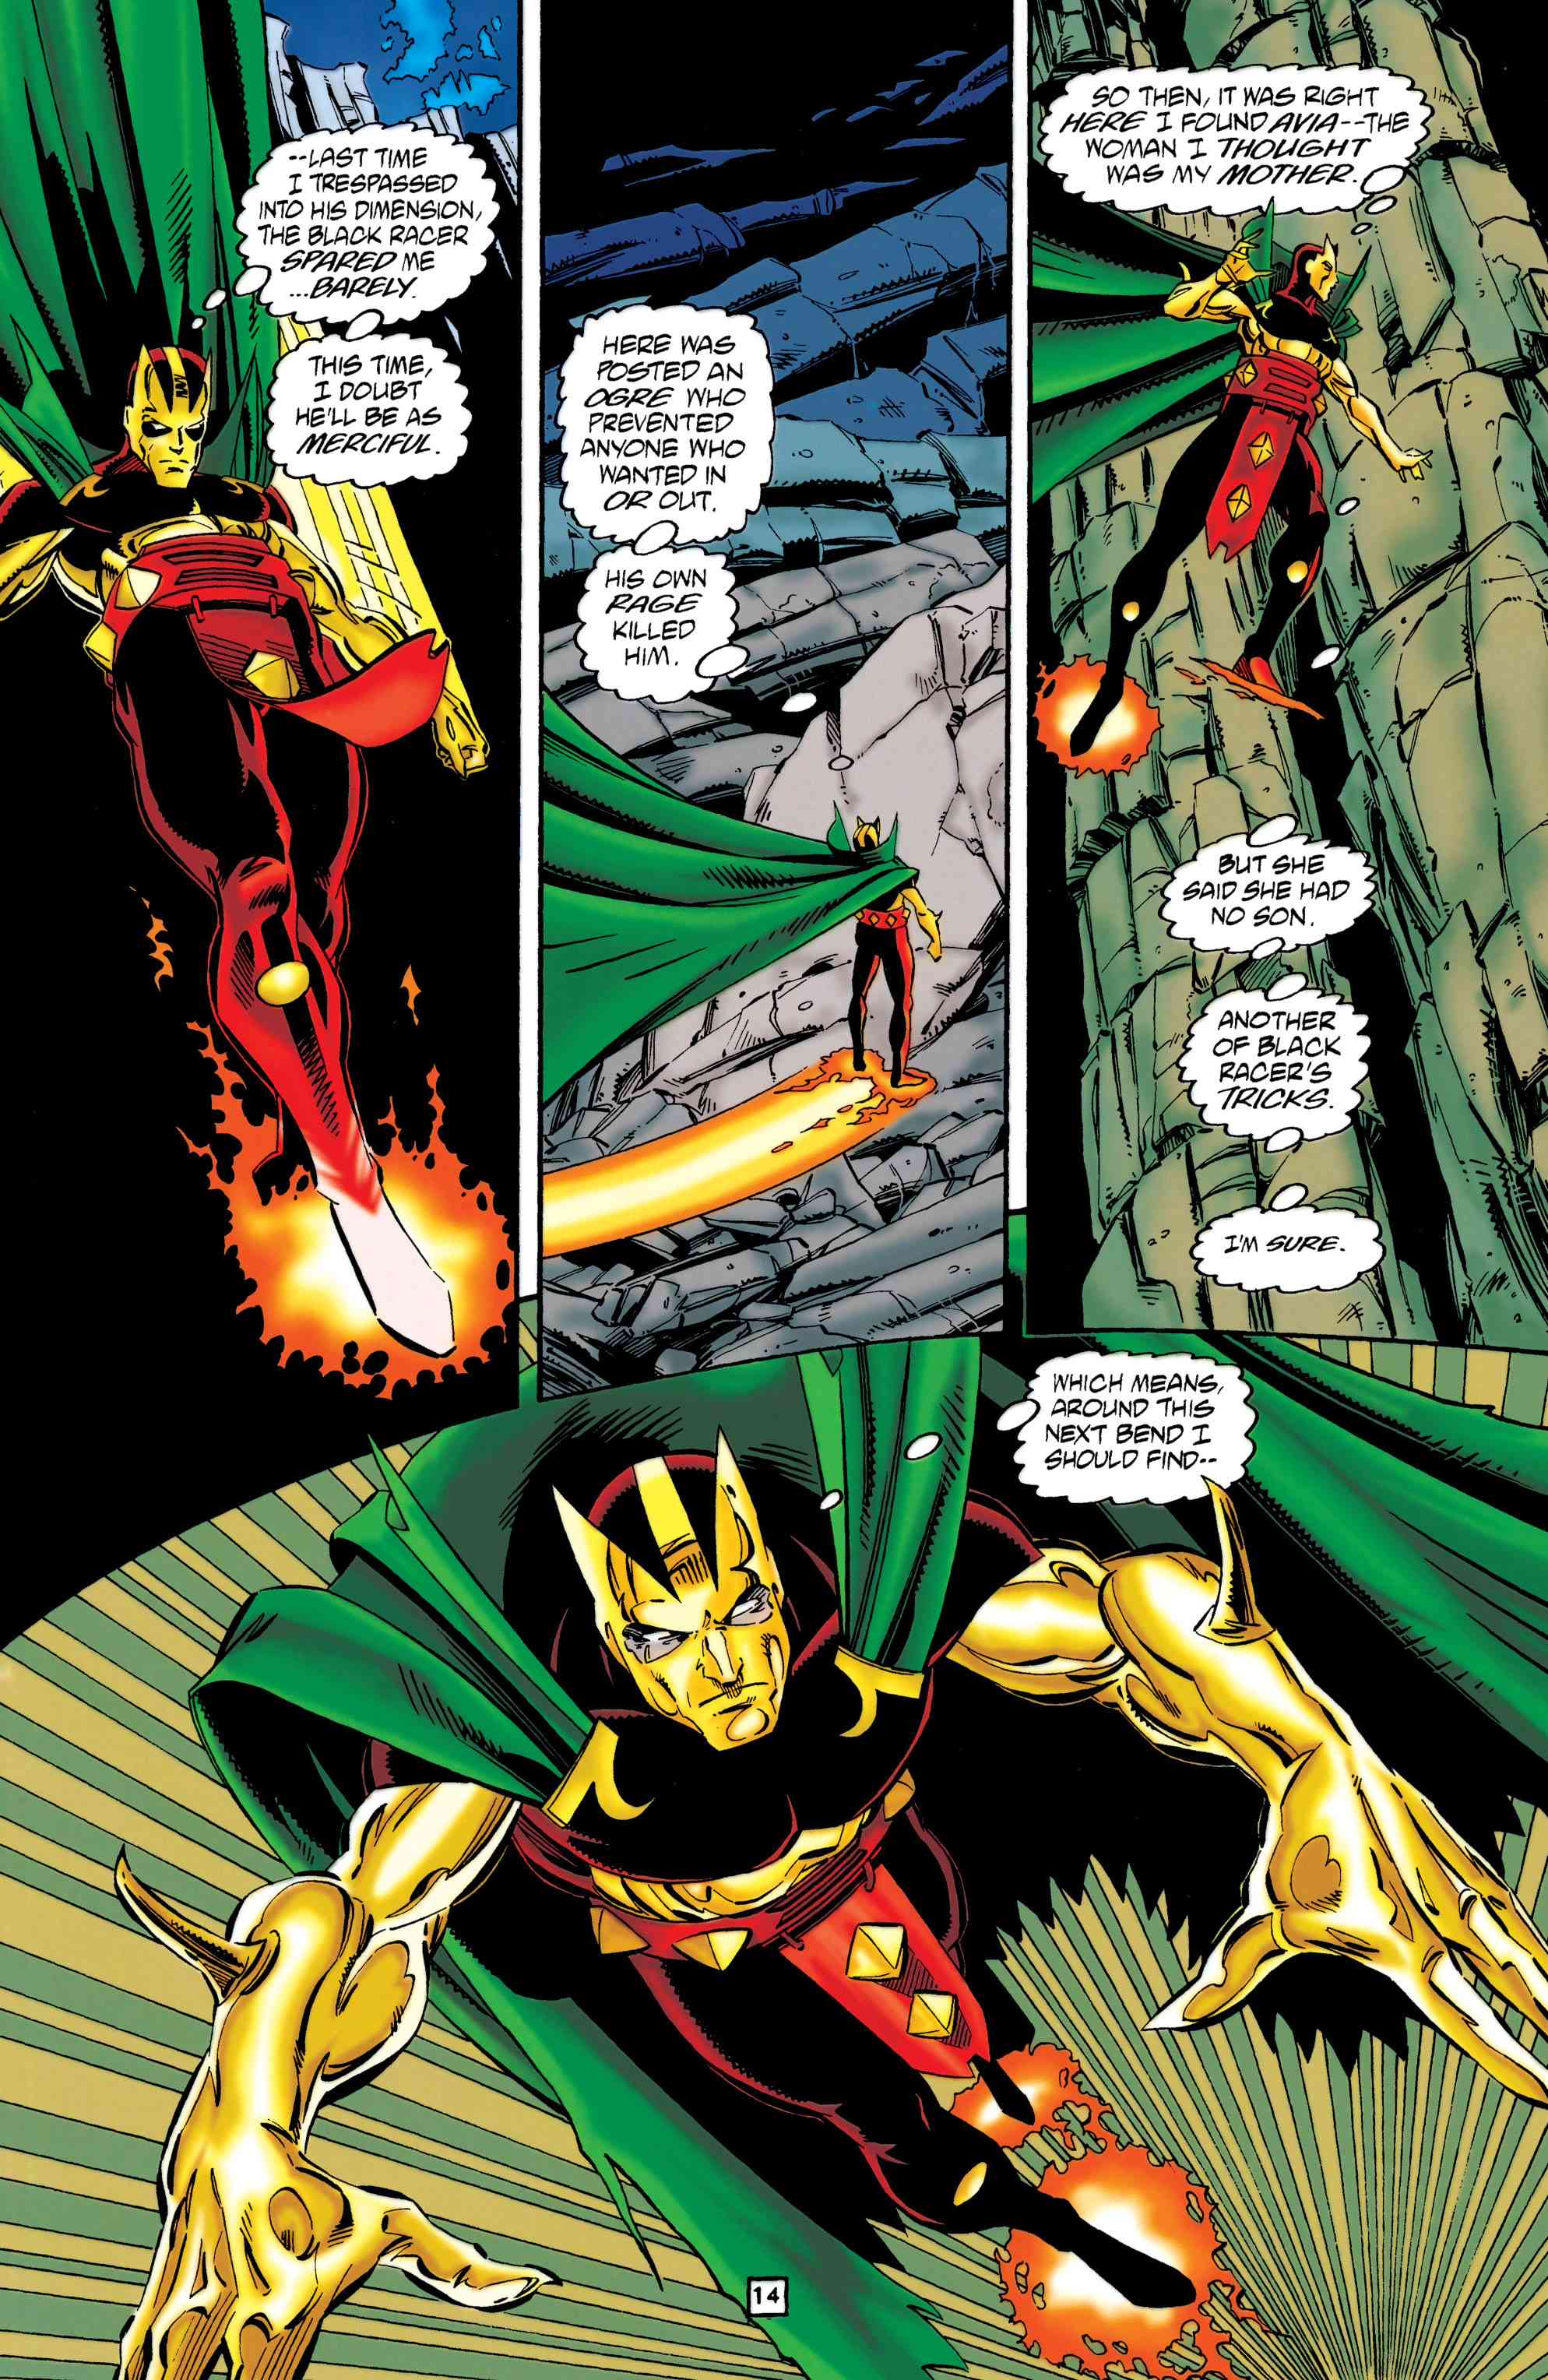 --LAST TIME
I TRESPASSED
INTO HIS DIMENSION,
THE BLACK RACER
SPARED ME
...BARELY.
THIS TIME,
I DOUBT
HE'LL BE AS
MERCIFUL.
HERE WAS
POSTED AN
OGRE WHO
PREVENTED
ANYONE WHO
WANTED IN
OR OUT.
HIS OWN
RAGE
KILLED
HIM.
SO THEN, IT WAS RIGHT
HERE I FOUND AVIA--THE
WOMAN I THOUGHT
WAS MY MOTHER.
BUT SHE
SAID SHE HAD
NO SON.
ANOTHER
OF BLACK
RACER'S
TRICKS.
I'M SURE.
WHICH MEANS,
AROUND THIS
NEXT BEND I
SHOULD FIND--
14